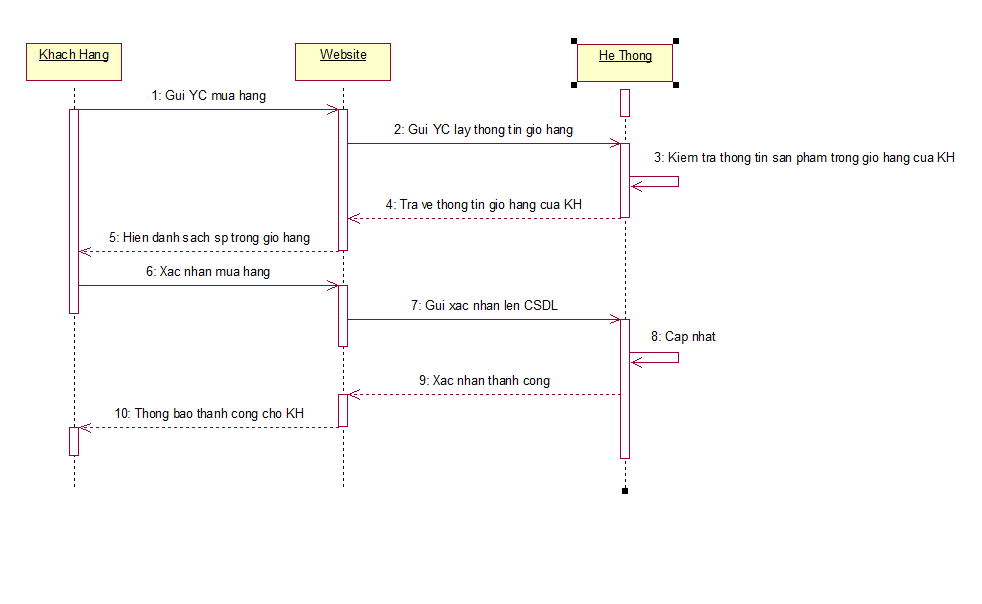 Khach Hang
Website
He Thong
1: Gui YC mua hang
2: Gui YC lay thong tin gio hang
3: Kiem tra thong tin san pham trong gio hang cua KH
4: Tra ve thong tin gio hang cua KH
5: Hien danh sach sp trong gio hang
6: Xac nhan mua hang
7: Gui xac nhan len CSDL
8: Cap nhat
9: Xac nhan thanh cong
10: Thong bao thanh cong cho KH